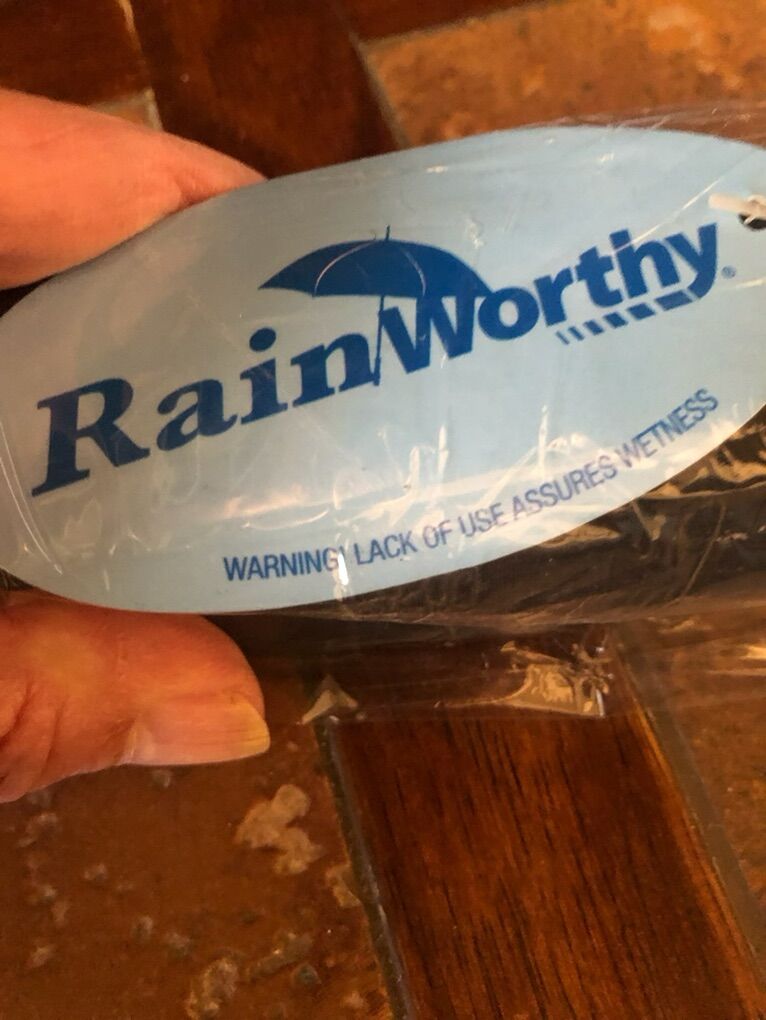 RainWorthy®
WARNING! LACK OF USE ASSURES WETNESS